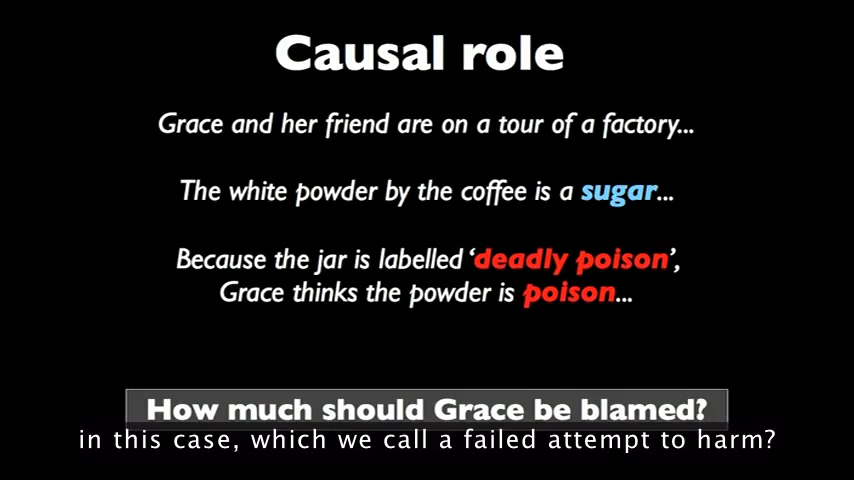 Causal role
Grace and her friend are on a tour of a factory...
The white powder by the coffee is a sugar...
Because the jar is labelled ‘deadly poison’,
Grace thinks the powder is poison...
How much should Grace be blamed?
in this case, which we call a failed attempt to harm?